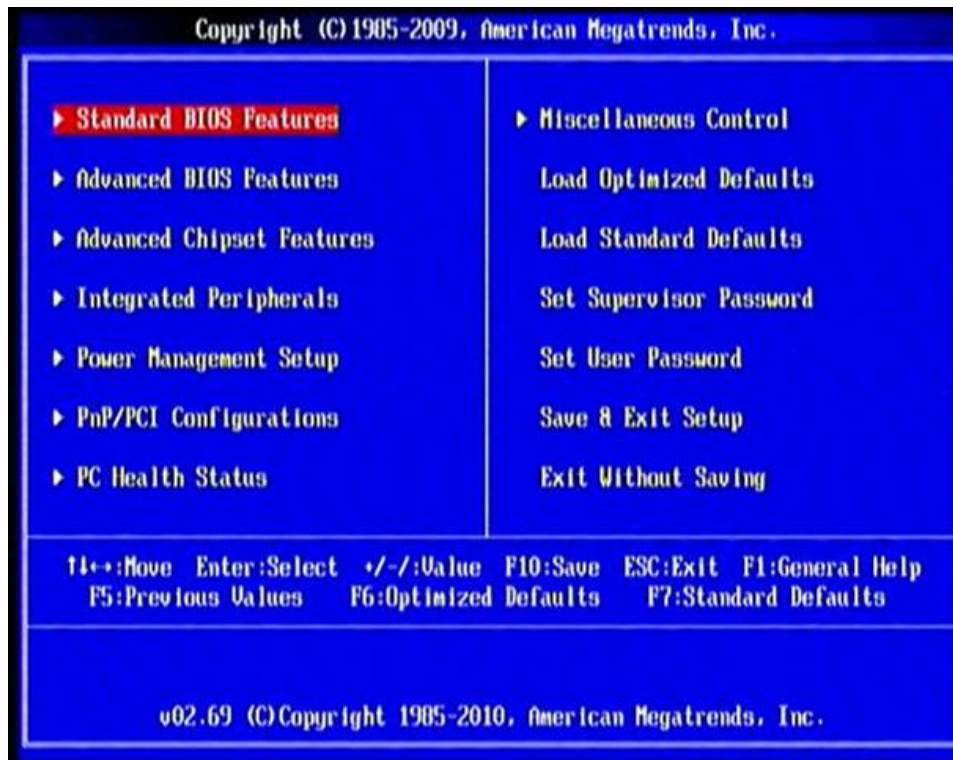 Copyright (C)1985-2009, American Megatrends, Inc.
▶ Standard BIOS Features
▶ Advanced BIOS Features
▶ Advanced Chipset Features
▶ Integrated Peripherals
▶ Power Management Setup
▶ PnP/PCI Configurations
▶ PC Health Status
▶ Miscellaneous Control
Load Optimized Defaults
Load Standard Defaults
Set Supervisor Password
Set User Password
Save & Exit Setup
Exit Without Saving
↑↓←→:Move Enter:Select +/-/:Value F10:Save ESC:Exit F1:General Help
F5:Previous Values F6:Optimized Defaults F7:Standard Defaults
v02.69 (C)Copyright 1985-2010, American Megatrends, Inc.